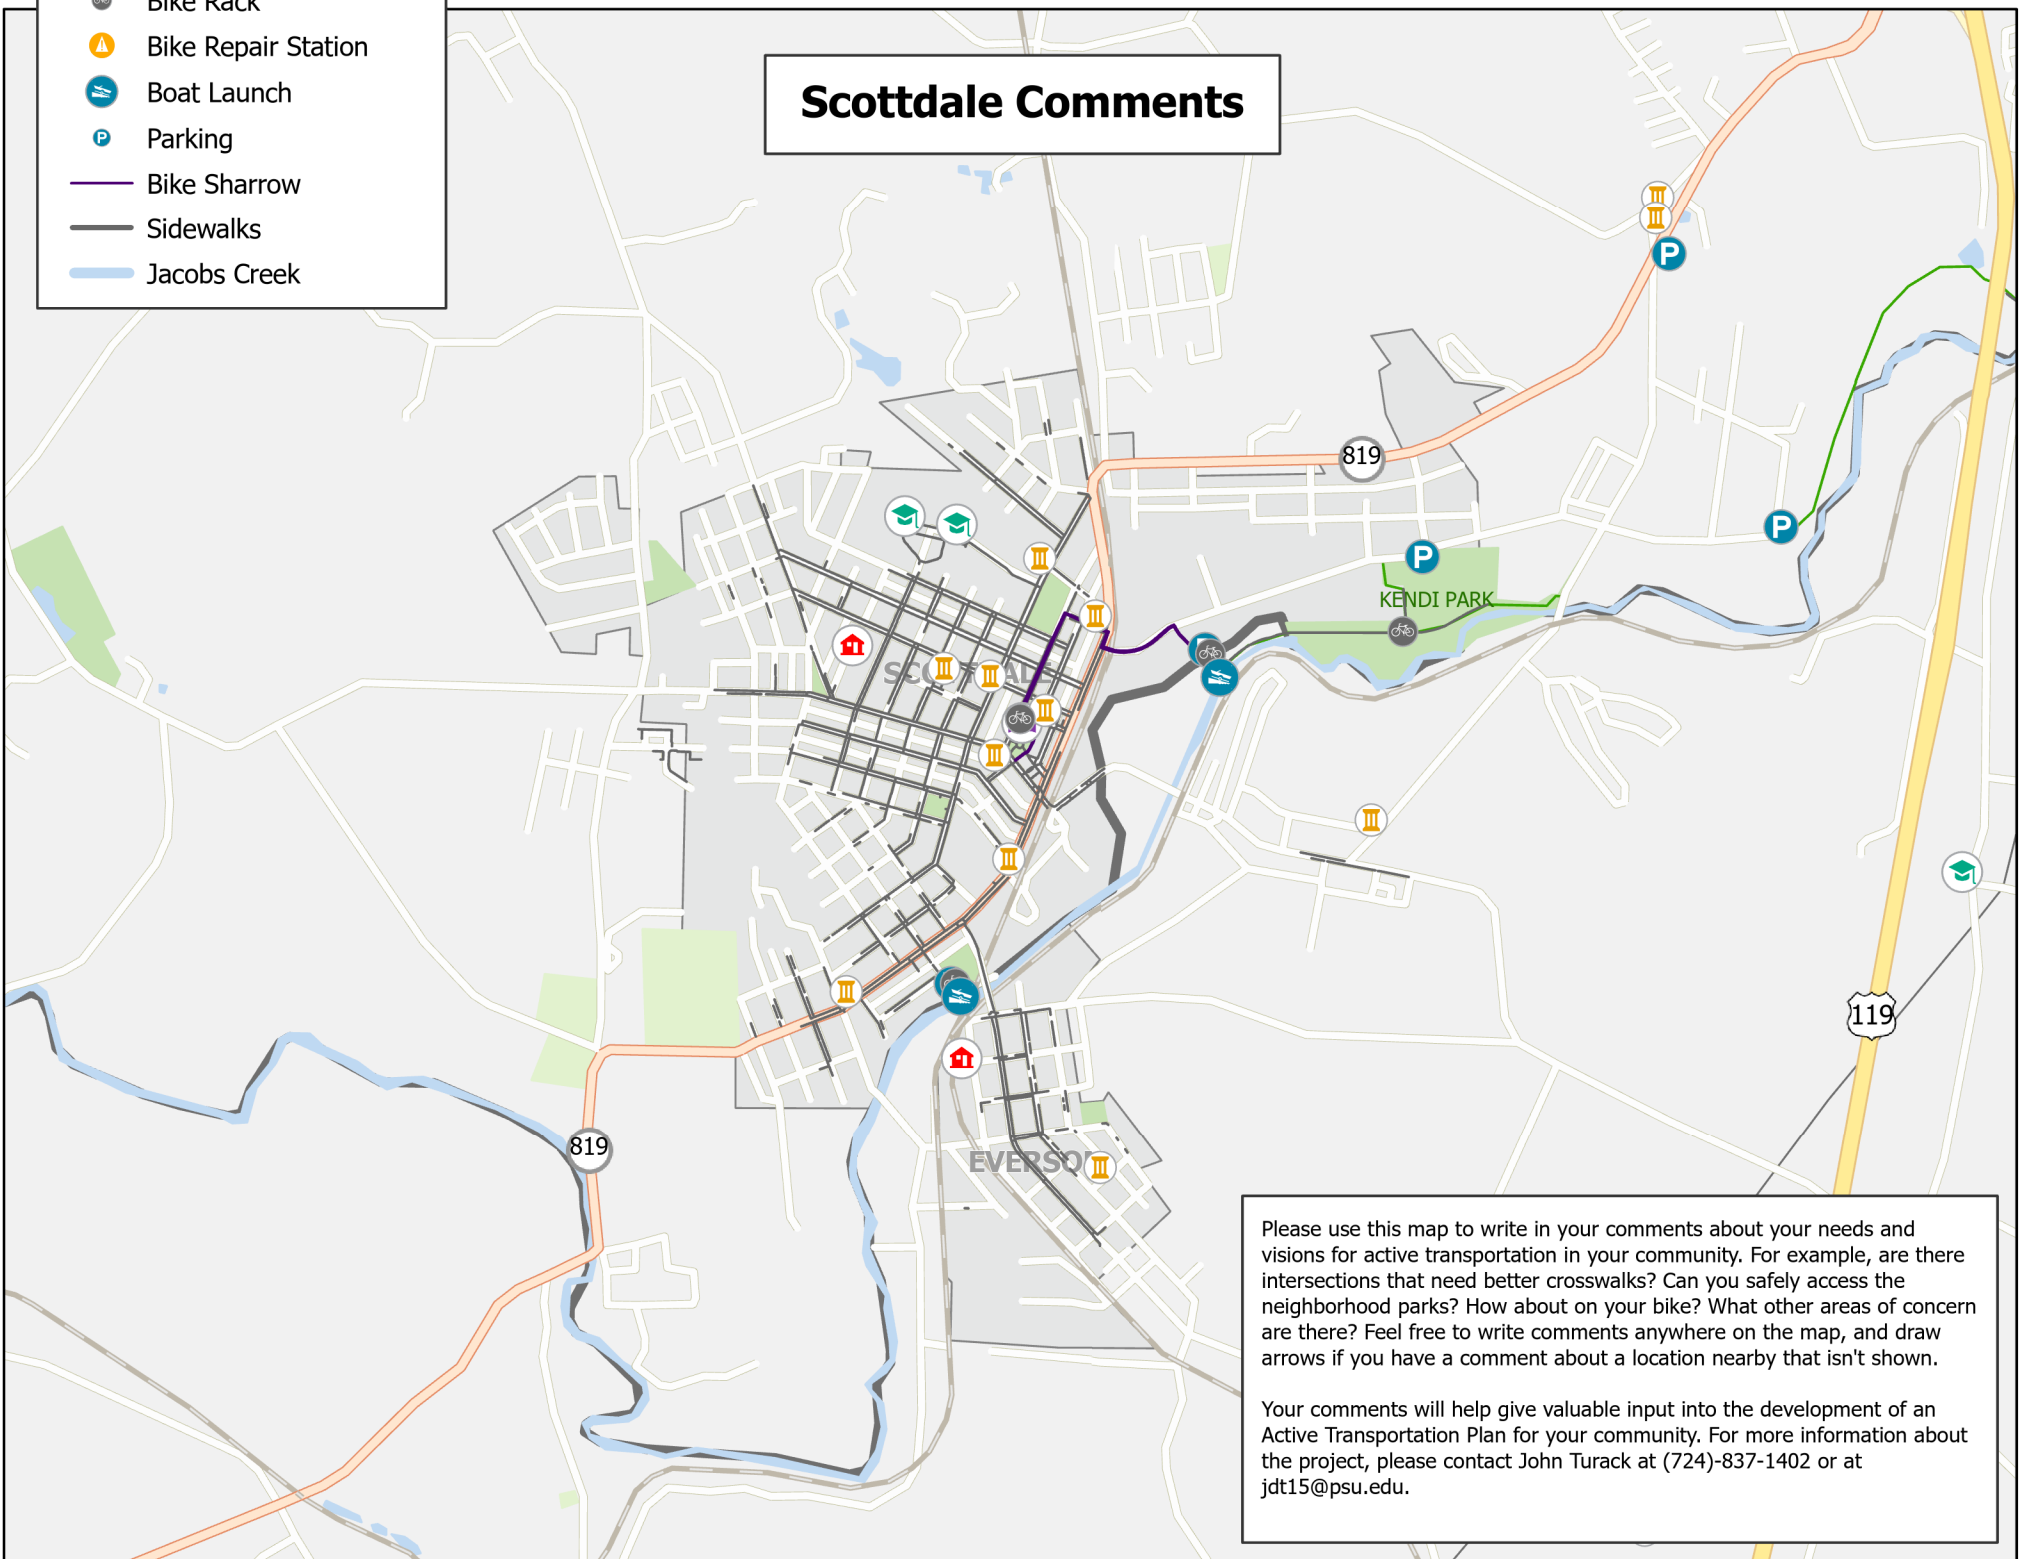 Bike Rack
Bike Repair Station
Boat Launch
Parking
Bike Sharrow
Sidewalks
Jacobs Creek
Scottdale Comments
819
KENDI PARK
119
819
Please use this map to write in your comments about your needs and
visions for active transportation in your community. For example, are there
intersections that need better crosswalks? Can you safely access the
neighborhood parks? How about on your bike? What other areas of concern
are there? Feel free to write comments anywhere on the map, and draw
arrows if you have a comment about a location nearby that isn't shown.
Your comments will help give valuable input into the development of an
Active Transportation Plan for your community. For more information about
the project, please contact John Turack at (724)-837-1402 or at
jdt15@psu.edu.
P
P
P
P